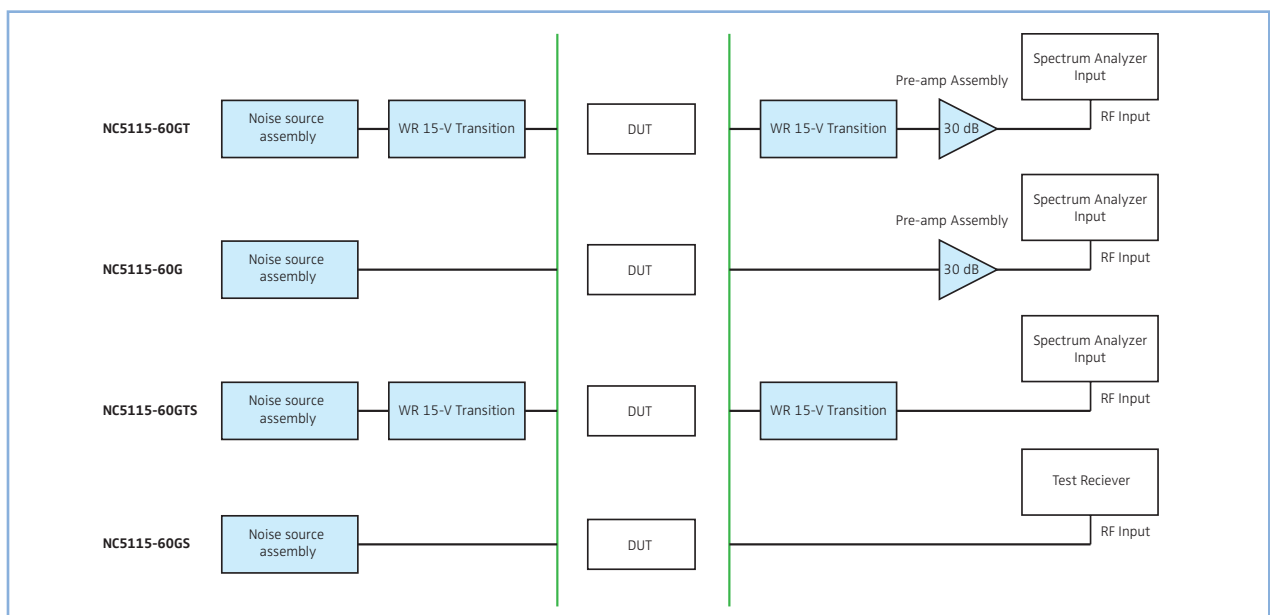 Spectrum Analyzer
Input
Pre-amp Assembly
NC5115-60GT
Noise source
assembly
WR 15-V Transition
DUT
WR 15-V Transition
30 dB
RF Input
Spectrum Analyzer
Input
Pre-amp Assembly
NC5115-60G
Noise source
assembly
DUT
30 dB
RF Input
Spectrum Analyzer
Input
NC5115-60GTS
Noise source
assembly
WR 15-V Transition
DUT
WR 15-V Transition
RF Input
Test Reciever
NC5115-60GS
Noise source
assembly
DUT
RF Input